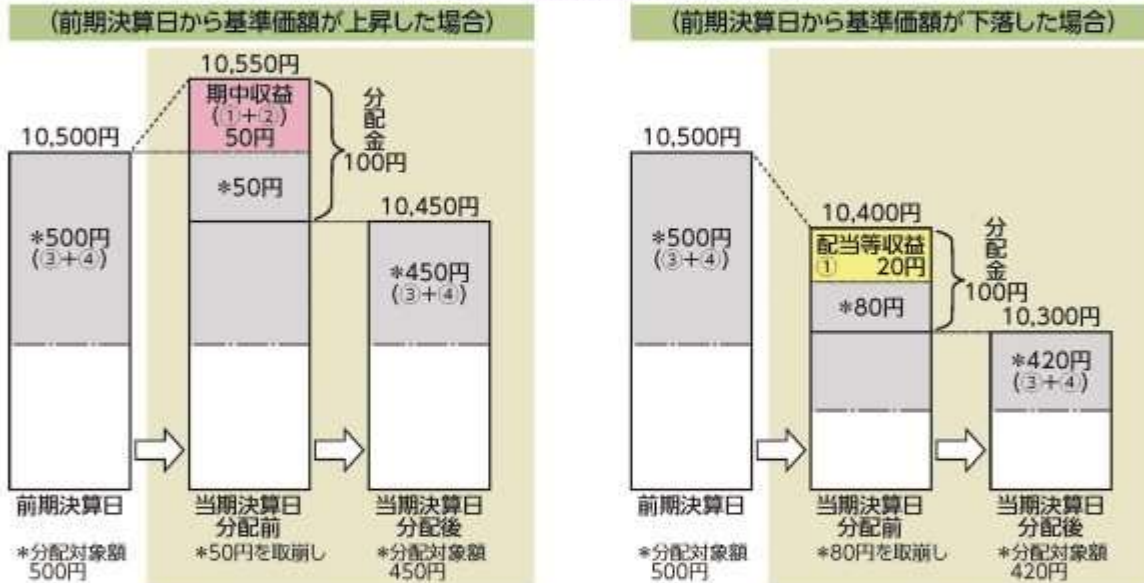 (前期決算日から基準価額が上昇した場合)
10,550円
期中収益
(①+②)
50円
分配金
100円
10,500円
*50円
10,450円
*500円
(③+④)
*450円
(③+④)
前期決算日
当期決算日
分配前
当期決算日
分配後
*分配対象額
500円
*50円を取崩し
*分配対象額
450円
(前期決算日から基準価額が下落した場合)
10,500円
10,400円
配当等収益
① 20円
分配金
100円
*500円
(③+④)
*80円
10,300円
*420円
(③+④)
前期決算日
当期決算日
分配前
当期決算日
分配後
*分配対象額
500円
*80円を取崩し
*分配対象額
420円